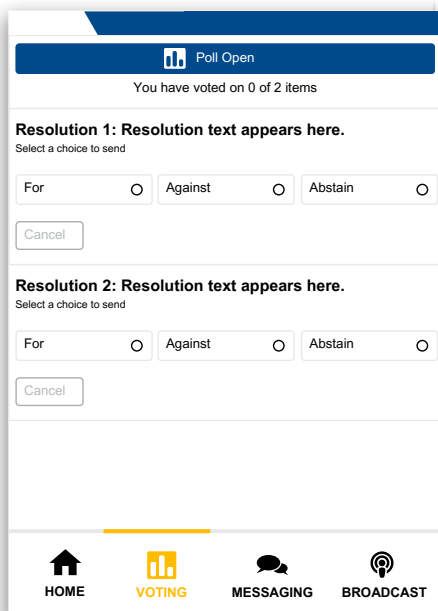 Poll Open
You have voted on 0 of 2 items
Resolution 1: Resolution text appears here.
Select a choice to send
For Against Abstain
Cancel
Resolution 2: Resolution text appears here.
Select a choice to send
For Against Abstain
Cancel
HOME VOTING MESSAGING BROADCAST